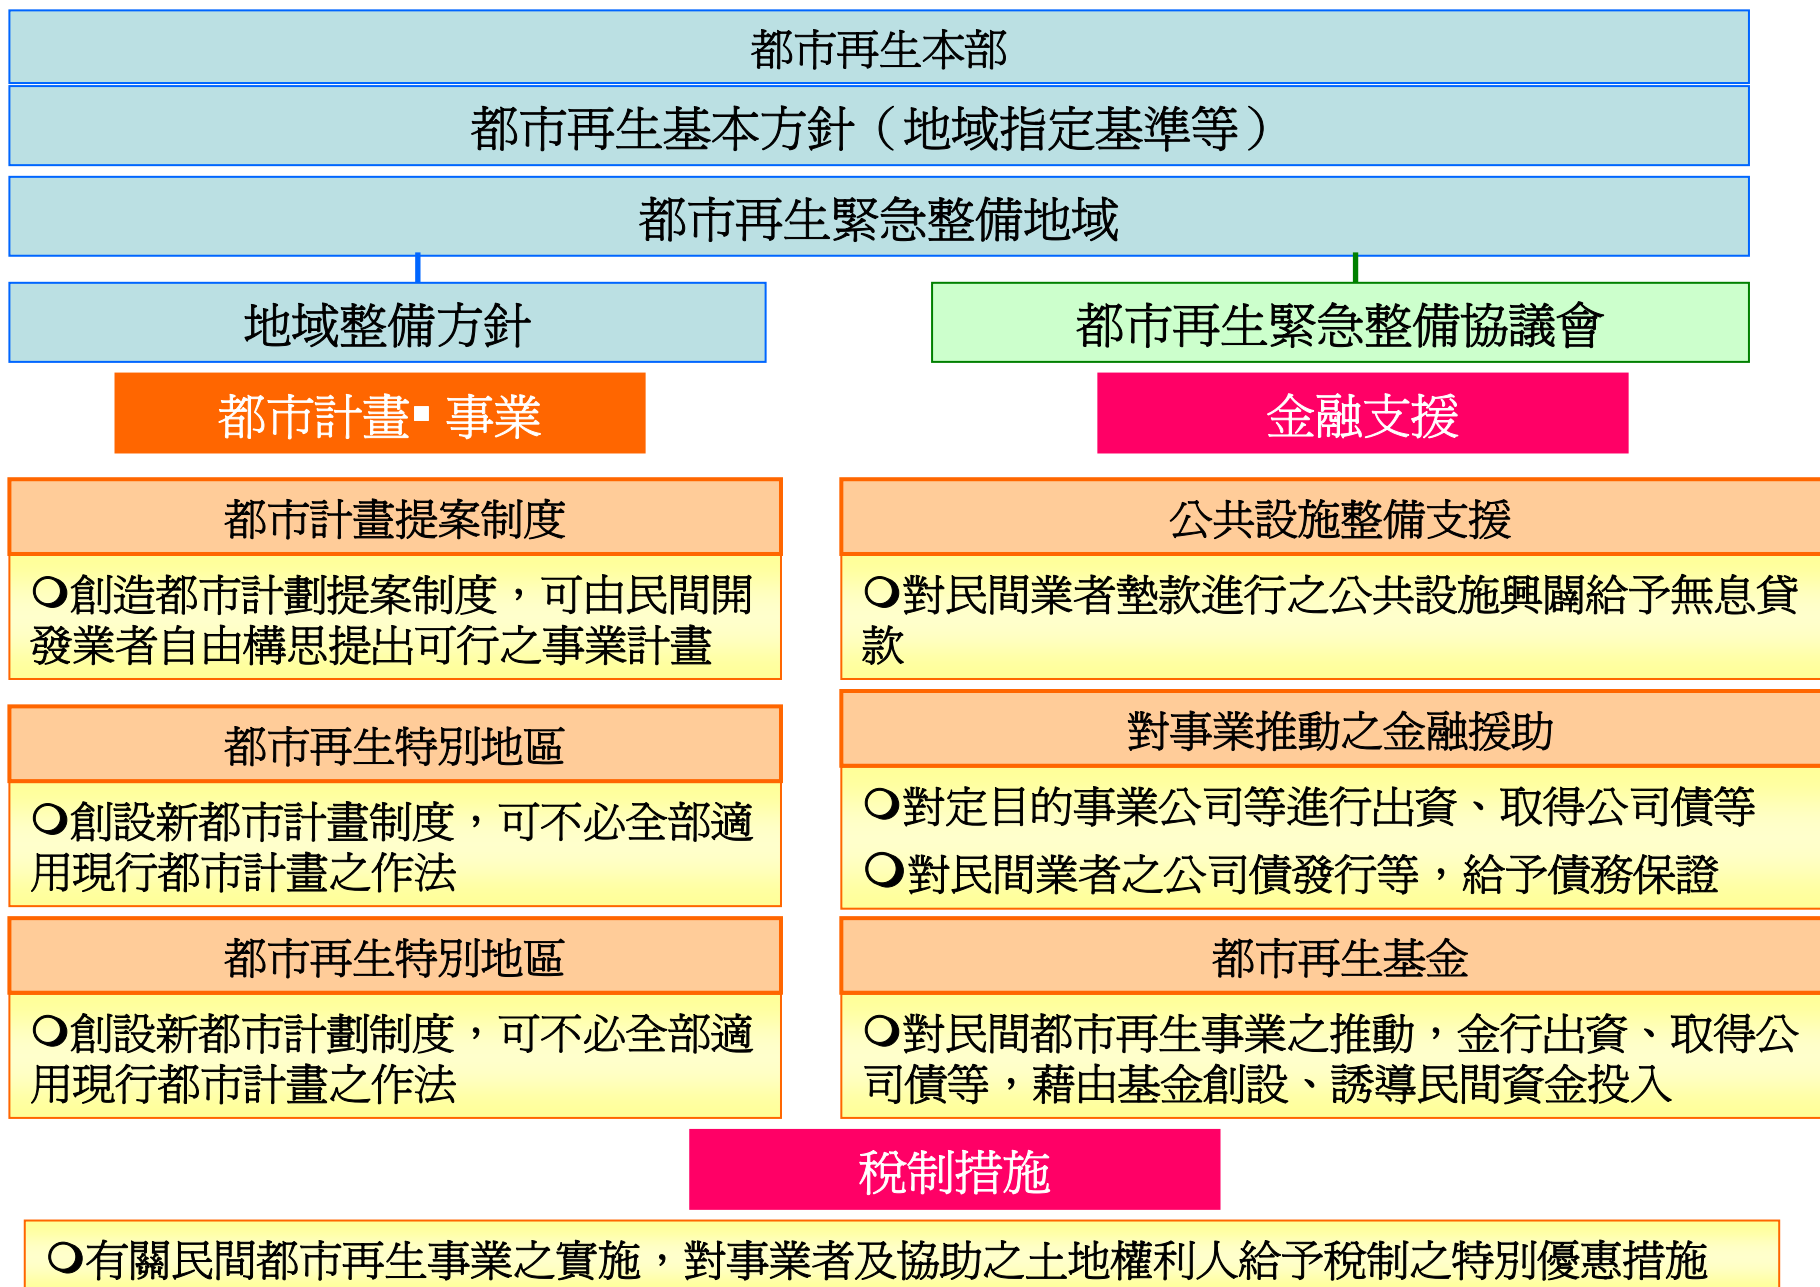 都市再生本部
都市再生基本方針（地域指定基準等）
都市再生緊急整備地域
地域整備方針
都市再生緊急整備協議會
都市計畫▪ 事業
金融支援
都市計畫提案制度
❍創造都市計劃提案制度，可由民間開
發業者自由構思提出可行之事業計畫
都市再生特別地區
❍創設新都市計畫制度，可不必全部適
用現行都市計畫之作法
都市再生特別地區
❍創設新都市計劃制度，可不必全部適
用現行都市計畫之作法
公共設施整備支援
❍對民間業者墊款進行之公共設施興闢給予無息貸
款
對事業推動之金融援助
❍對定目的事業公司等進行出資、取得公司債等
❍對民間業者之公司債發行等，給予債務保證
都市再生基金
❍對民間都市再生事業之推動，金行出資、取得公
司債等，藉由基金創設、誘導民間資金投入
稅制措施
❍有關民間都市再生事業之實施，對事業者及協助之土地權利人給予稅制之特別優惠措施